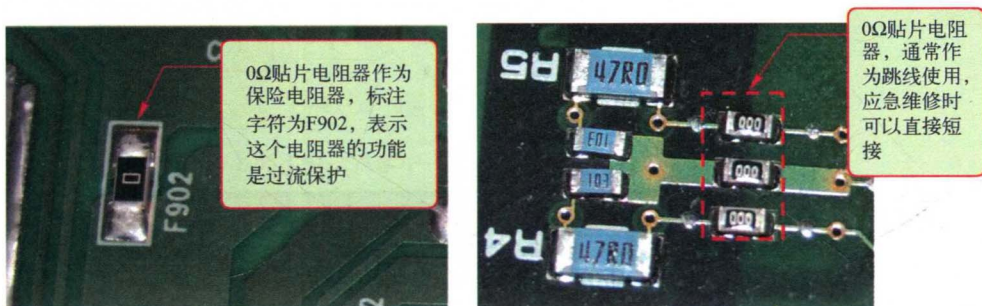 0Ω贴片电阻器作为
保险电阻器，标注
字符为F902，表示
这个电阻器的功能
是过流保护
0
F902
0Ω贴片电阻
器，通常作
为跳线使用，
应急维修时
可以直接短
接
R5
47R0
000
103
000
103
000
R4
47R0